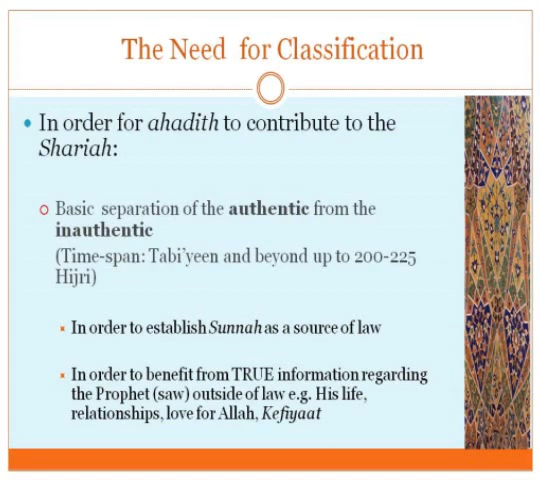 The Need for Classification
• In order for ahadith to contribute to the
Shariah:
o Basic separation of the authentic from the
inauthentic
(Time-span: Tabi'yeen and beyond up to 200-225
Hijri)
▪ In order to establish Sunnah as a source of law
▪ In order to benefit from TRUE information regarding
the Prophet (saw) outside of law e.g. His life,
relationships, love for Allah, Kefiyaat